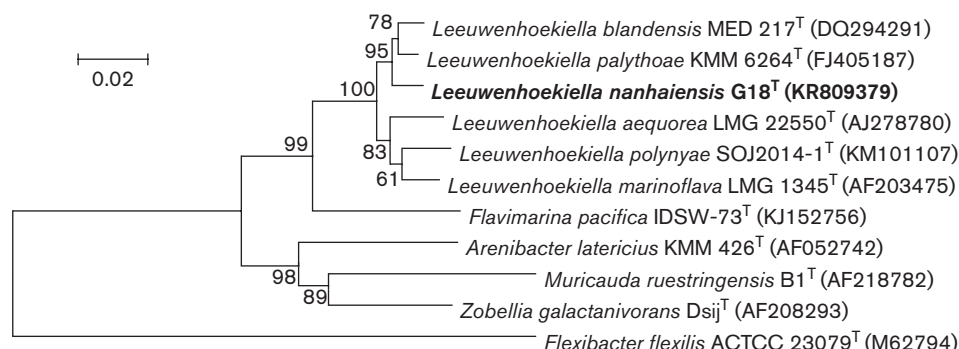 78
Leeuwenhoekiella blandensis MED 217T (DQ294291)
95
Leeuwenhoekiella palythoae KMM 6264T (FJ405187)
0.02
100
Leeuwenhoekiella nanhaiensis G18T (KR809379)
Leeuwenhoekiella aequorea LMG 22550T (AJ278780)
99
83
Leeuwenhoekiella polynyae SOJ2014-1T (KM101107)
61
Leeuwenhoekiella marinoflava LMG 1345T (AF203475)
Flavimarina pacifica IDSW-73T (KJ152756)
Arenibacter latericius KMM 426T (AF052742)
98
Muricauda ruestringensis B1T (AF218782)
89
Zobellia galactanivorans DsijT (AF208293)
Flexibacter flexilis ACTCC 23079T (M62794)